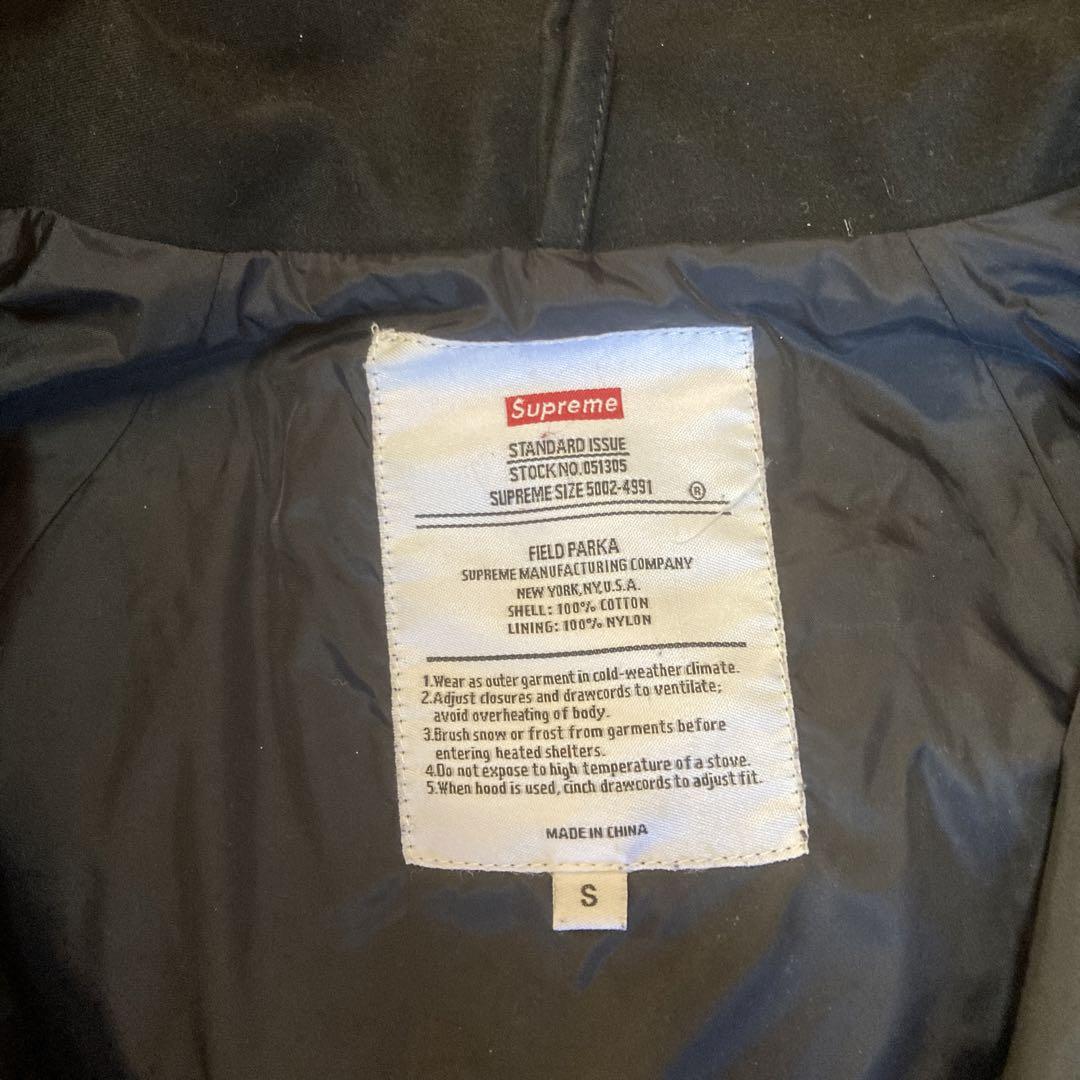 Supreme
STANDARD ISSUE
STOCK NO. 051305
SUPREME SIZE 5002-4991 ®
FIELD PARKA
SUPREME MANUFACTURING COMPANY
NEW YORK, NY, U.S.A.
SHELL: 100% COTTON
LINING: 100% NYLON
1.Wear as outer garment in cold-weather climate.
2.Adjust closures and drawcords to ventilate;
avoid overheating of body.
3.Brush snow or frost from garments before
entering heated shelters.
4.Do not expose to high temperature of a stove.
5.When hood is used, cinch drawcords to adjust fit.
MADE IN CHINA
S